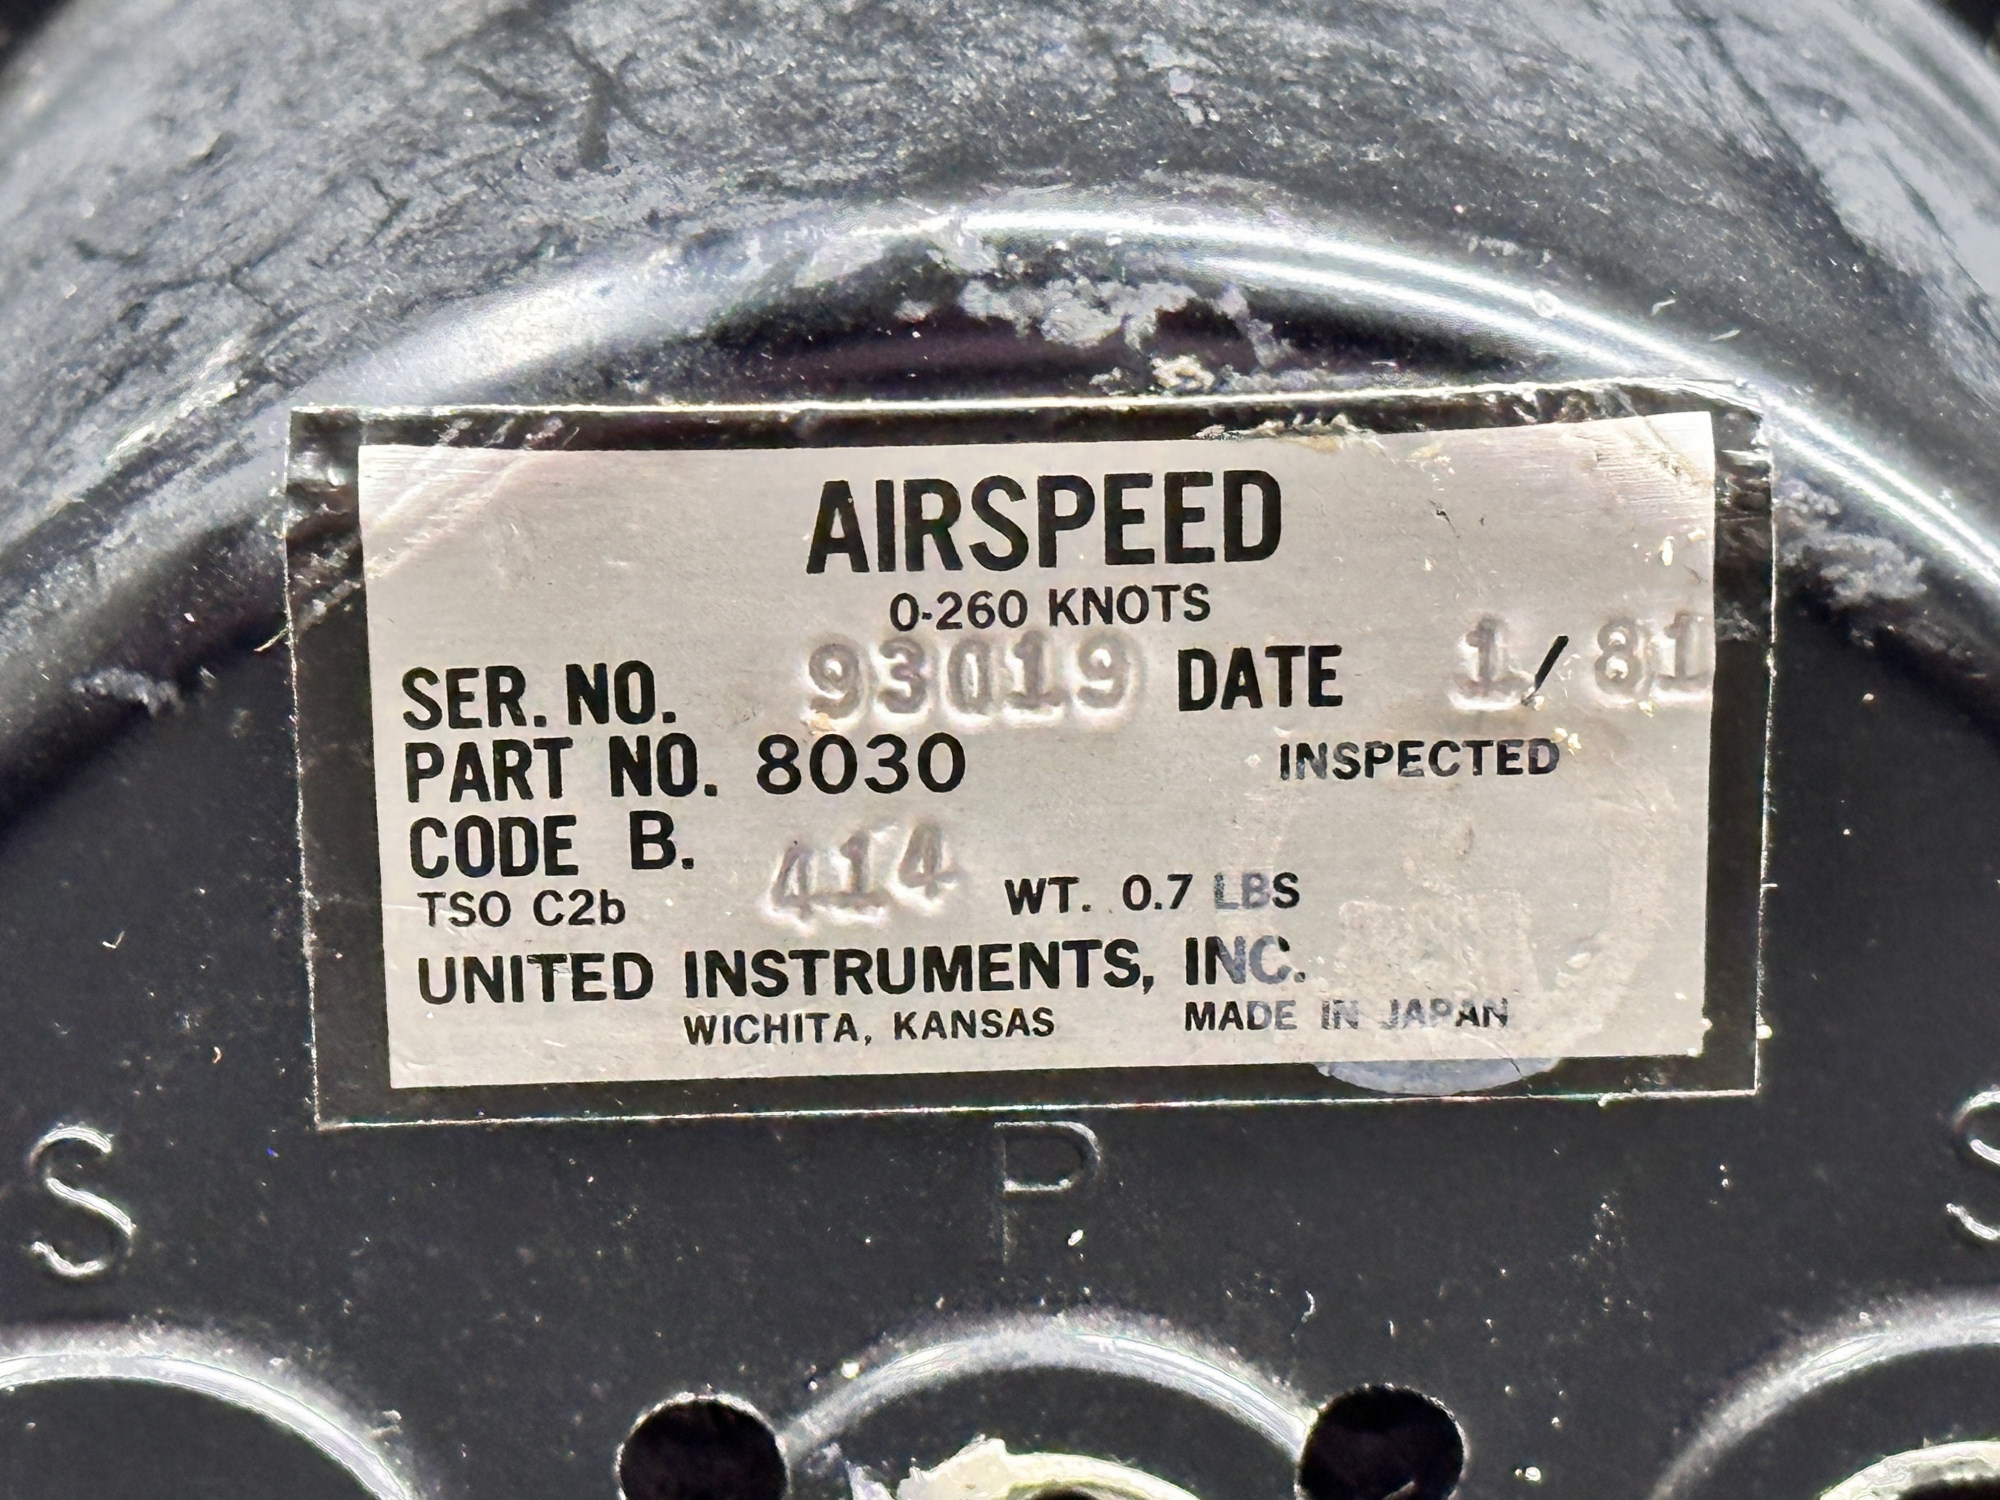 AIRSPEED
0-260 KNOTS
SER. NO. 93019 DATE 1/81
PART NO. 8030 INSPECTED
CODE B. 414
TSO C2b WT. 0.7 LBS
UNITED INSTRUMENTS, INC.
WICHITA, KANSAS MADE IN JAPAN
S P S